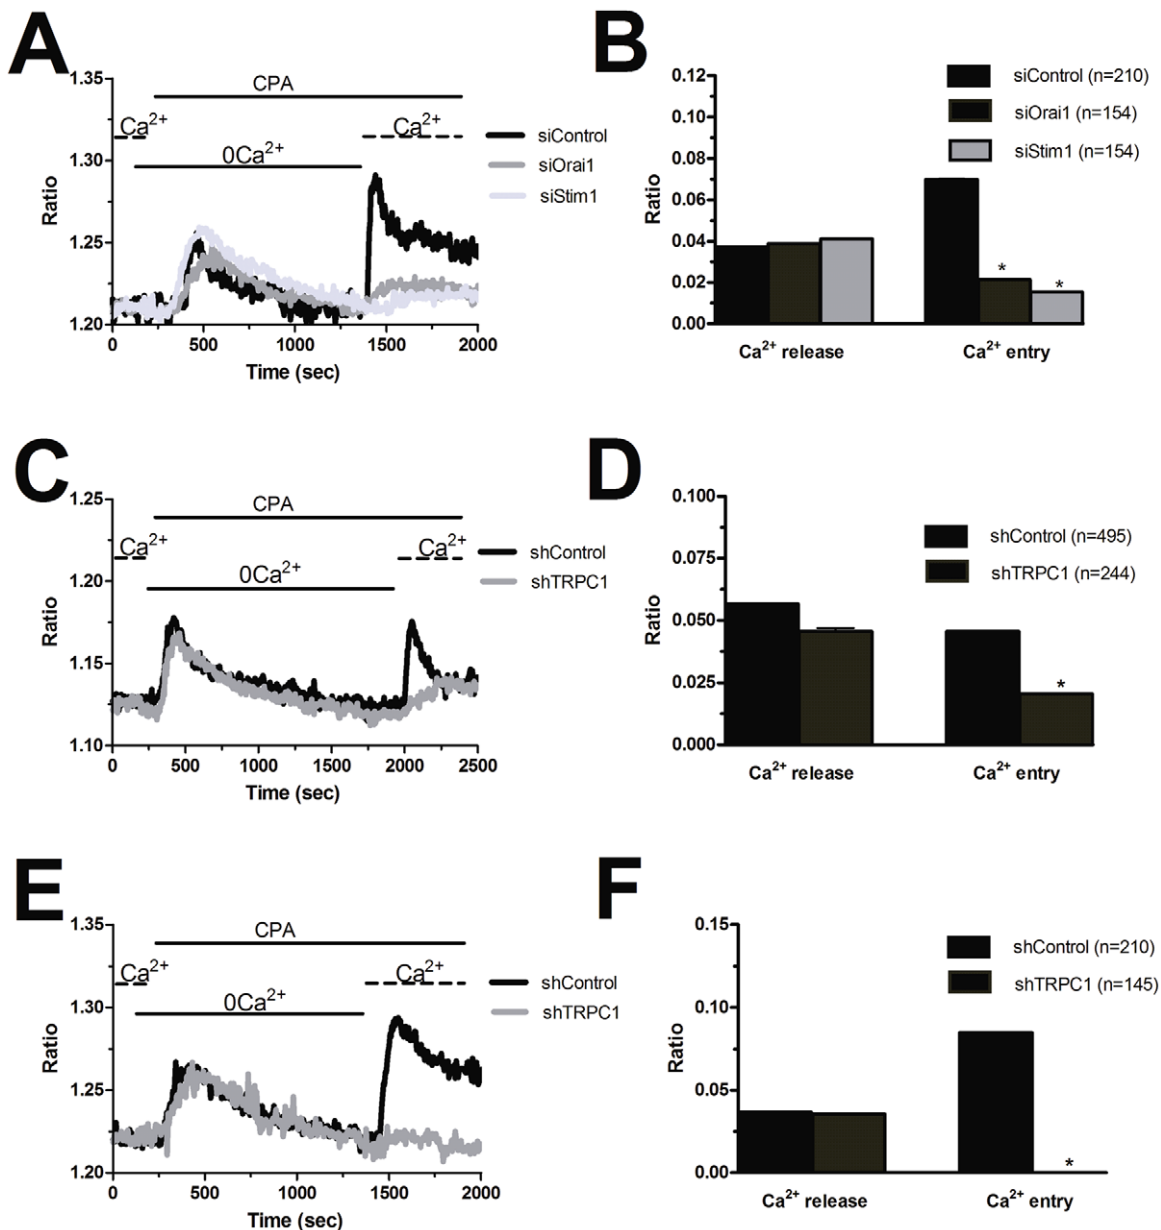 A
1.35
1.30
1.25
1.20
Ratio
CPA
Ca2+
Ca2+
0Ca2+
siControl
siOrai1
siStim1
0
500
1000
1500
2000
Time (sec)
B
0.12
0.10
0.08
0.06
0.04
0.02
0.00
Ratio
siControl (n=210)
siOrai1 (n=154)
siStim1 (n=154)
*
*
Ca2+ release
Ca2+ entry
C
1.25
1.20
1.15
1.10
Ratio
CPA
Ca2+
Ca2+
0Ca2+
shControl
shTRPC1
0
500
1000
1500
2000
2500
Time (sec)
D
0.100
0.075
0.050
0.025
0.000
Ratio
shControl (n=495)
shTRPC1 (n=244)
*
Ca2+ release
Ca2+ entry
E
1.35
1.30
1.25
1.20
Ratio
CPA
Ca2+
Ca2+
0Ca2+
shControl
shTRPC1
0
500
1000
1500
2000
Time (sec)
F
0.15
0.10
0.05
0.00
Ratio
shControl (n=210)
shTRPC1 (n=145)
*
Ca2+ release
Ca2+ entry